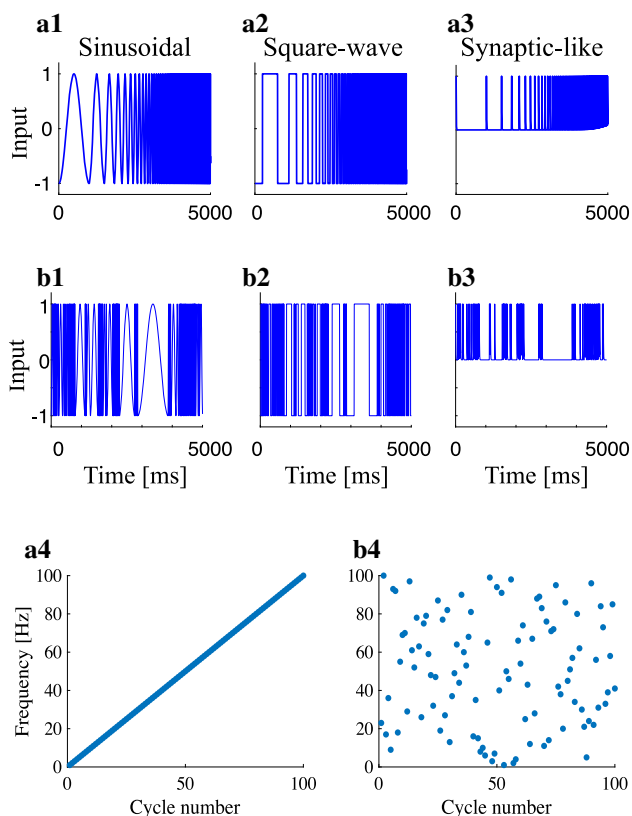 a1 a2 a3
Sinusoidal Square-wave Synaptic-like
Input
1
0
-1
0 5000 0 5000 0 5000
b1 b2 b3
Input
1
0
-1
0 5000 0 5000 0 5000
Time [ms] Time [ms] Time [ms]
a4 b4
Frequency [Hz]
100 100
80 80
60 60
40 40
20 20
0 0
0 50 100 0 50 100
Cycle number Cycle number